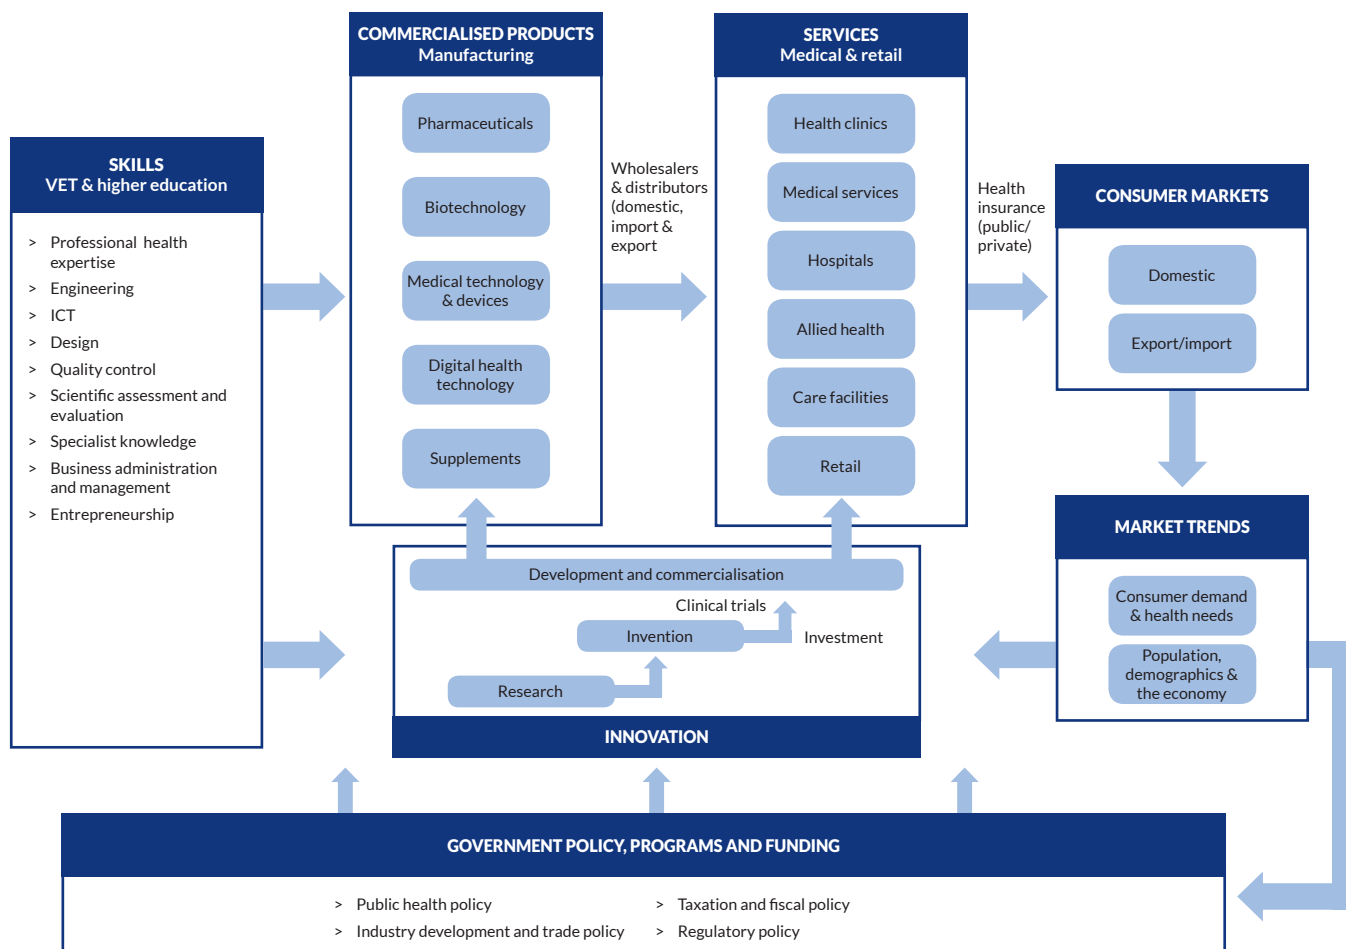 COMMERCIALISED PRODUCTS
Manufacturing
Pharmaceuticals
Biotechnology
Medical technology
& devices
Digital health
technology
Supplements
SERVICES
Medical & retail
Health clinics
Medical services
Hospitals
Allied health
Care facilities
Retail
SKILLS
VET & higher education
> Professional health
expertise
> Engineering
> ICT
> Design
> Quality control
> Scientific assessment and
evaluation
> Specialist knowledge
> Business administration
and management
> Entrepreneurship
Wholesalers
& distributors
(domestic,
import &
export
Health
insurance
(public/
private)
CONSUMER MARKETS
Domestic
Export/import
MARKET TRENDS
Consumer demand
& health needs
Population,
demographics &
the economy
Development and commercialisation
Clinical trials
Invention
Investment
Research
INNOVATION
GOVERNMENT POLICY, PROGRAMS AND FUNDING
> Public health policy
> Industry development and trade policy
> Taxation and fiscal policy
> Regulatory policy